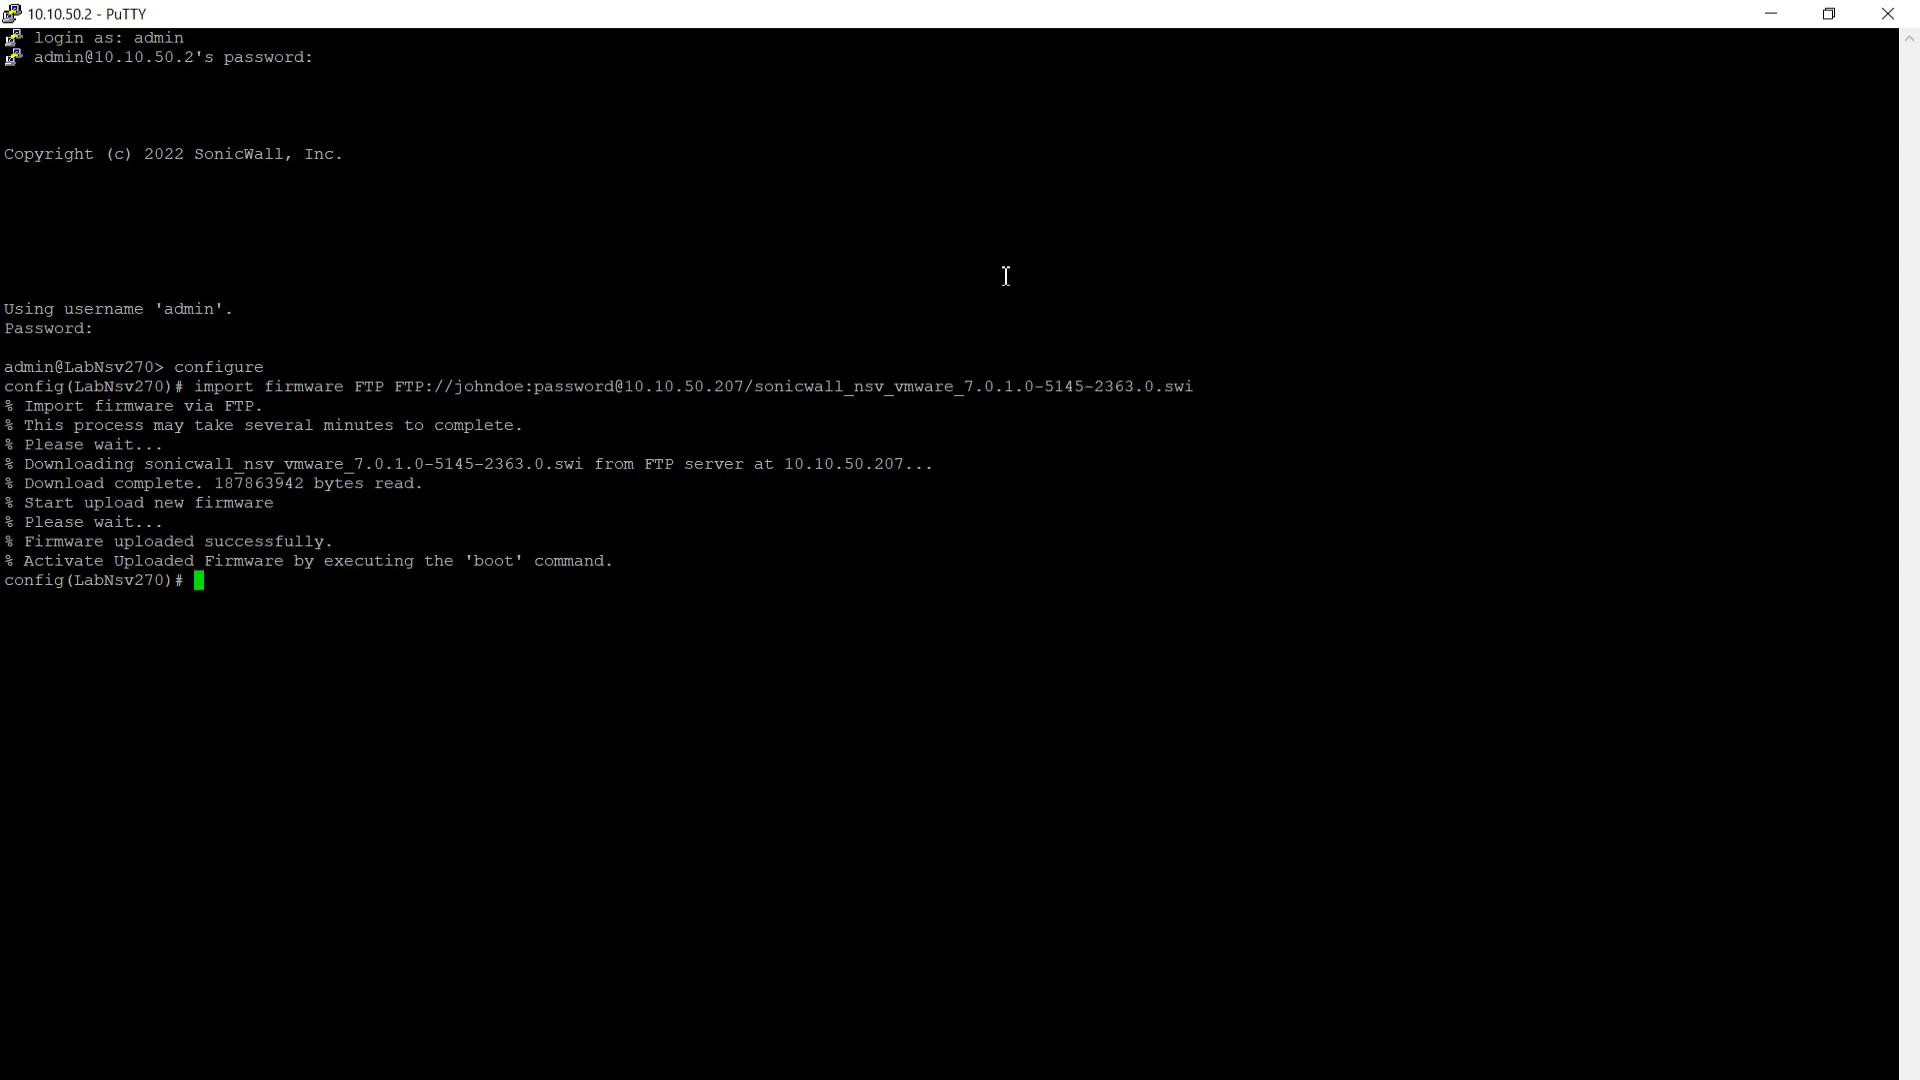 10.10.50.2 - PuTTY
login as: admin
admin@10.10.50.2's password:
Copyright (c) 2022 SonicWall, Inc.
Using username 'admin'.
Password:
admin@LabNsv270> configure
config(LabNsv270)# import firmware FTP FTP://johndoe:password@10.10.50.207/sonicwall_nsv_vmware_7.0.1.0-5145-2363.0.swi
% Import firmware via FTP.
% This process may take several minutes to complete.
% Please wait...
% Downloading sonicwall_nsv_vmware_7.0.1.0-5145-2363.0.swi from FTP server at 10.10.50.207...
% Download complete. 187863942 bytes read.
% Start upload new firmware
% Please wait...
% Firmware uploaded successfully.
% Activate Uploaded Firmware by executing the 'boot' command.
config(LabNsv270)#